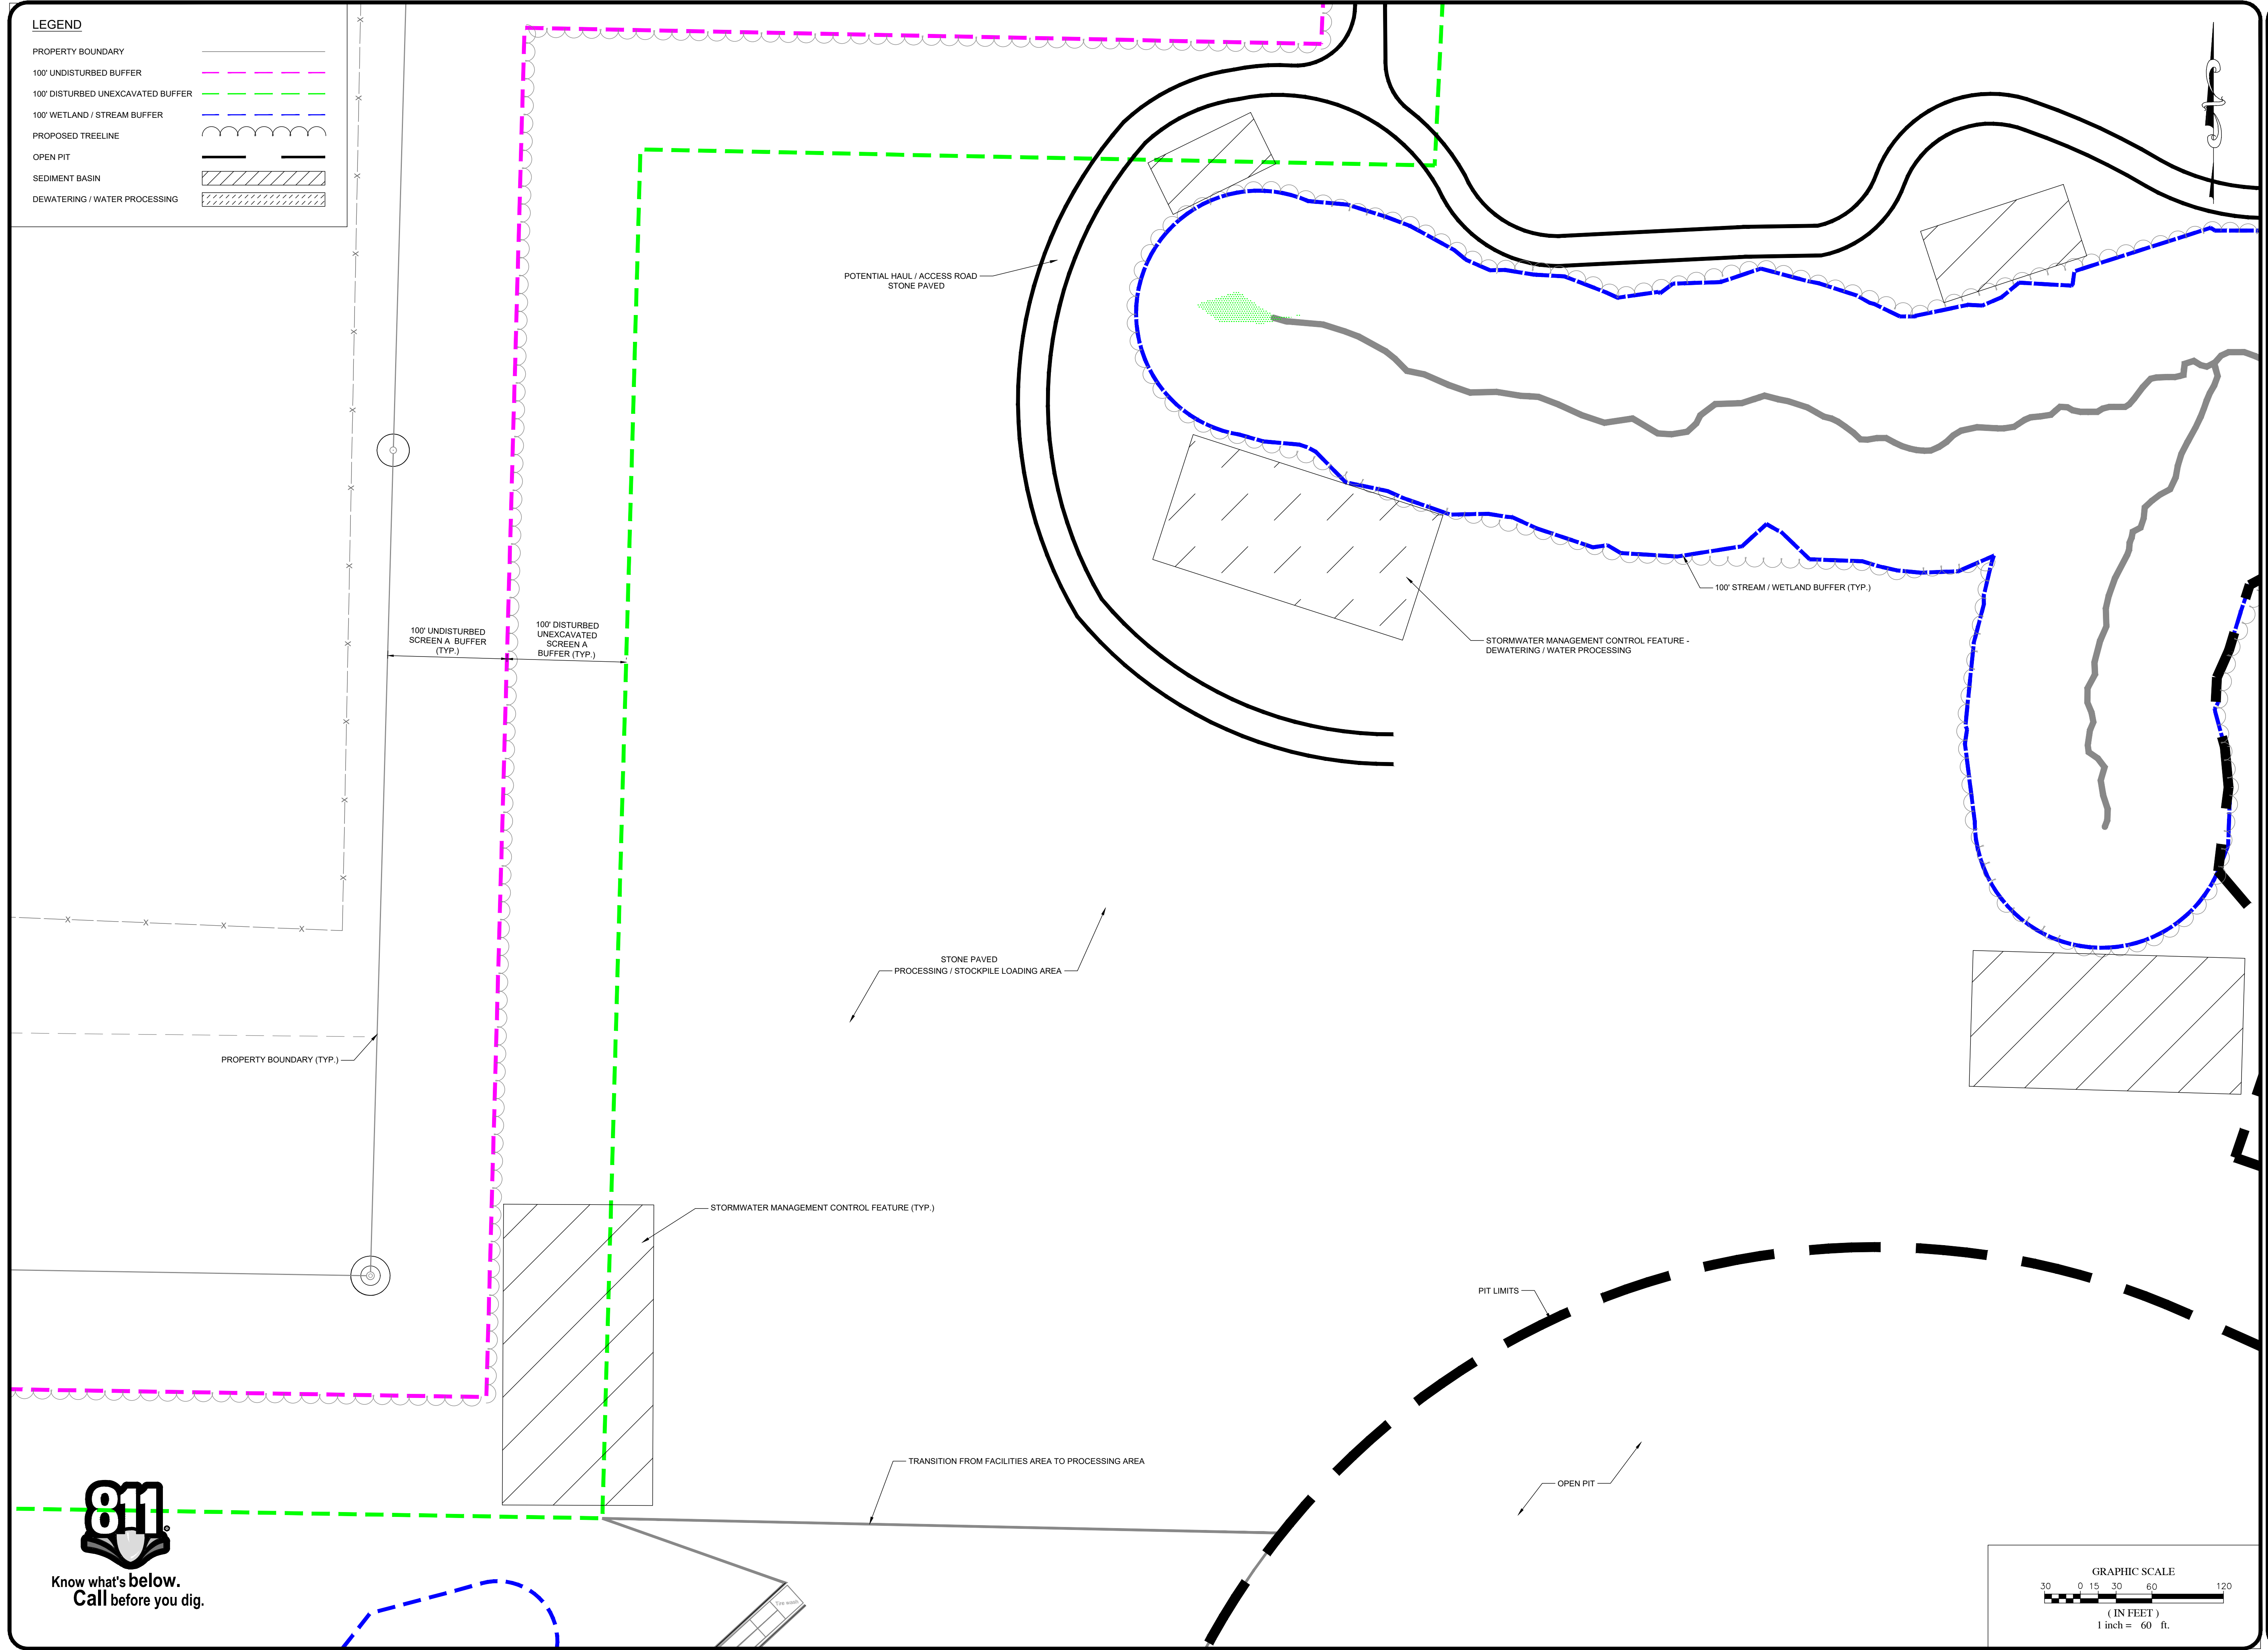 LEGEND
PROPERTY BOUNDARY
100' UNDISTURBED BUFFER
100' DISTURBED UNEXCAVATED BUFFER
100' WETLAND / STREAM BUFFER
PROPOSED TREELINE
OPEN PIT
SEDIMENT BASIN
DEWATERING / WATER PROCESSING
POTENTIAL HAUL / ACCESS ROAD
STONE PAVED
100' STREAM / WETLAND BUFFER (TYP.)
100' UNDISTURBED
SCREEN A BUFFER
(TYP.)
100' DISTURBED
UNEXCAVATED
SCREEN A
BUFFER (TYP.)
STORMWATER MANAGEMENT CONTROL FEATURE -
DEWATERING / WATER PROCESSING
STONE PAVED
PROCESSING / STOCKPILE LOADING AREA
PROPERTY BOUNDARY (TYP.)
STORMWATER MANAGEMENT CONTROL FEATURE (TYP.)
PIT LIMITS
TRANSITION FROM FACILITIES AREA TO PROCESSING AREA
OPEN PIT
811
Know what's below.
Call before you dig.
Tire wash
GRAPHIC SCALE
30 0 15 30 60 120
( IN FEET )
1 inch = 60 ft.